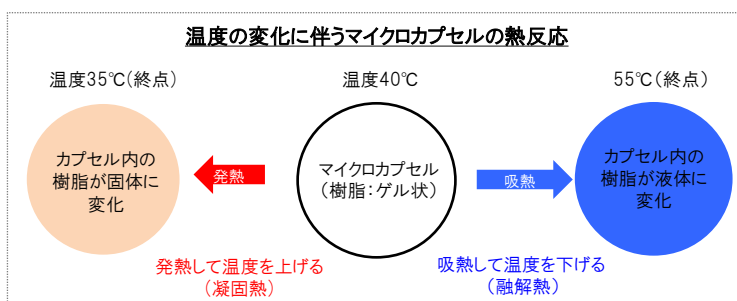 温度の変化に伴うマイクロカプセルの熱反応
温度35℃(終点)
温度40℃
55℃(終点)
カプセル内の
樹脂が固体に
変化
発熱
マイクロカプセル
(樹脂:ゲル状)
吸熱
カプセル内の
樹脂が液体に
変化
発熱して温度を上げる
(凝固熱)
吸熱して温度を下げる
(融解熱)